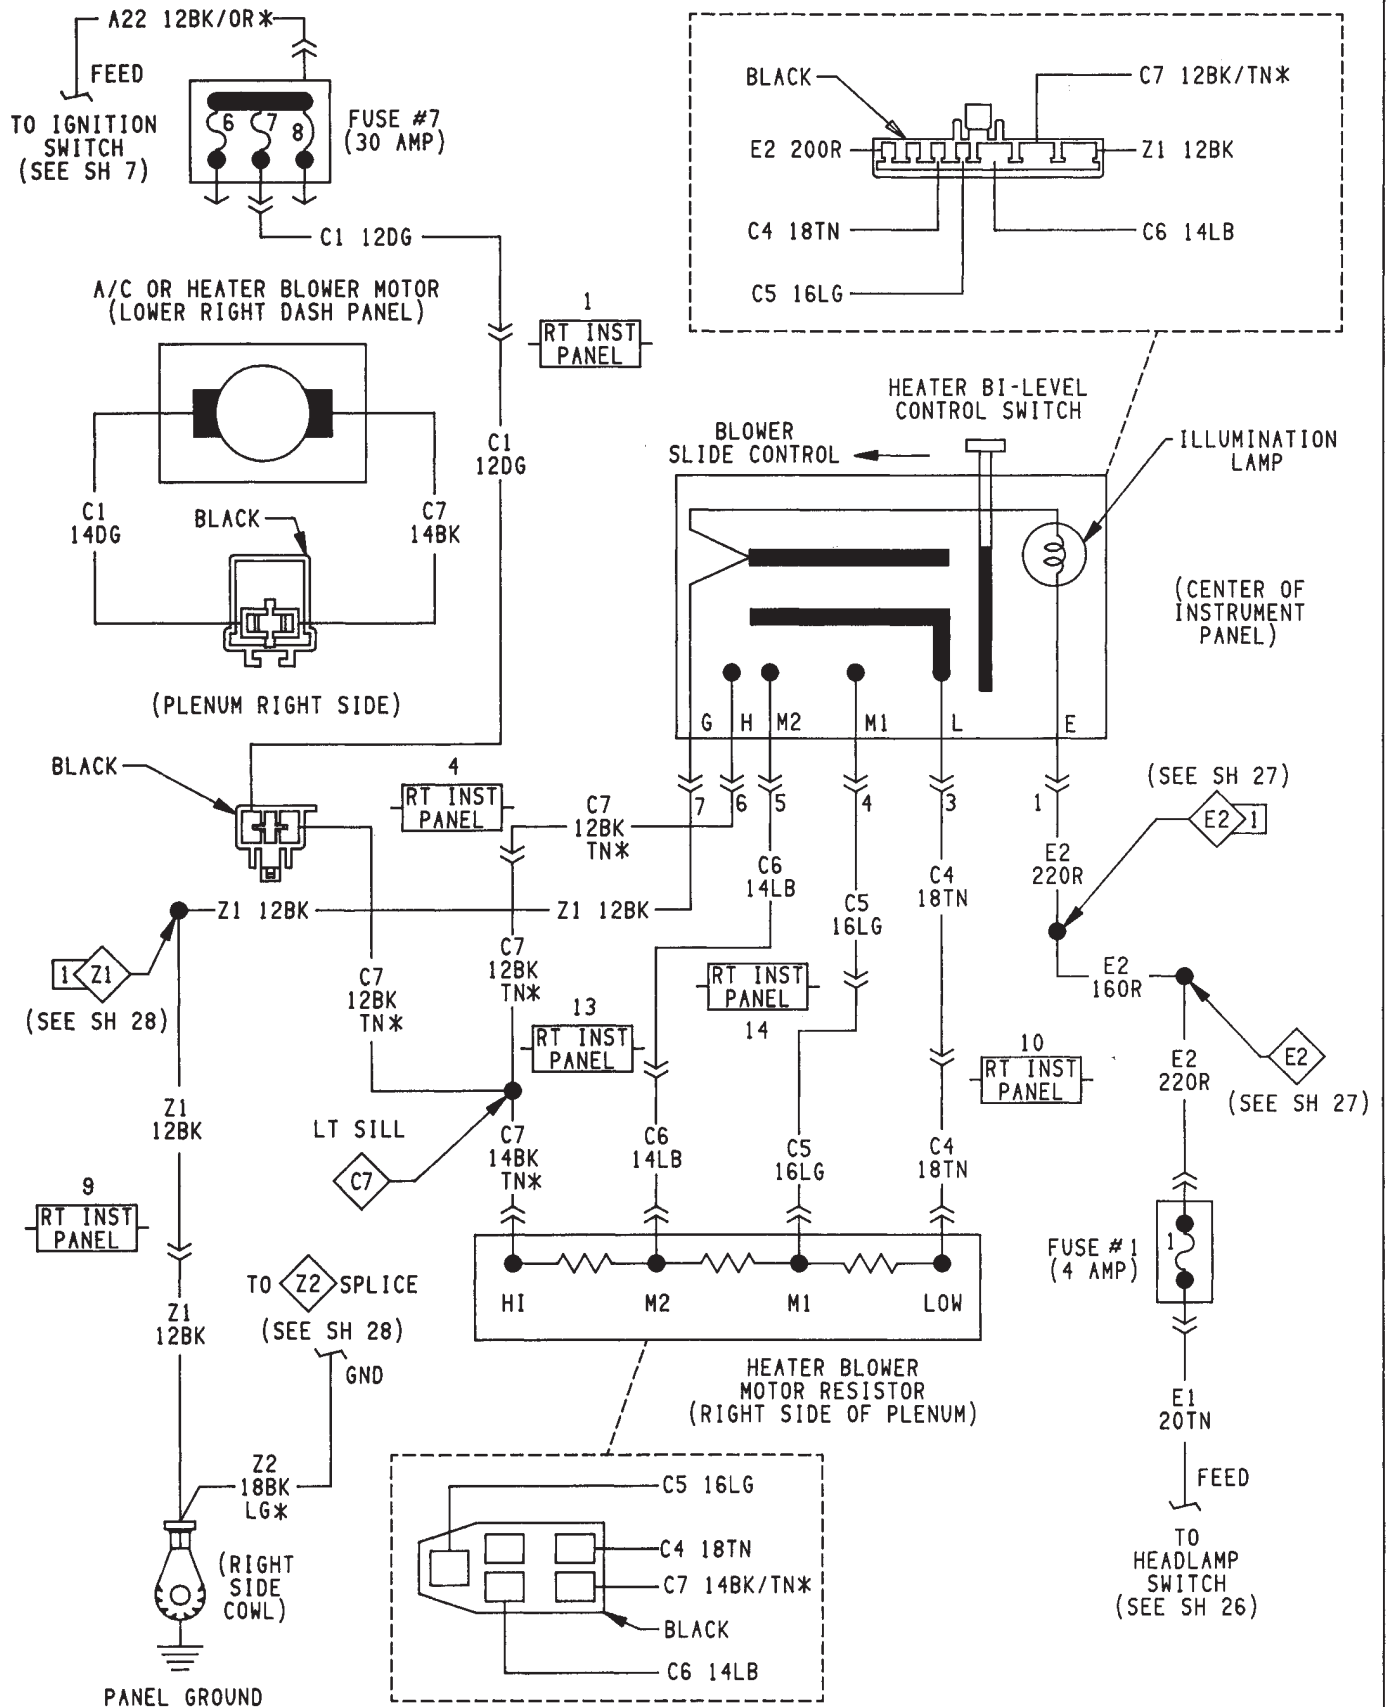 A22 12BK/OR*
FEED
TO IGNITION
SWITCH
(SEE SH 7)
6
7
8
FUSE #7
(30 AMP)
C1 12DG
BLACK
C7 12BK/TN*
E2 200R
Z1 12BK
C4 18TN
C6 14LB
C5 16LG
A/C OR HEATER BLOWER MOTOR
(LOWER RIGHT DASH PANEL)
1
RT INST
PANEL
C1
12DG
C1
14DG
C7
14BK
BLACK
(PLENUM RIGHT SIDE)
HEATER BI-LEVEL
CONTROL SWITCH
BLOWER
SLIDE CONTROL
ILLUMINATION
LAMP
(CENTER OF
INSTRUMENT
PANEL)
G
H
M2
M1
L
E
7
6
5
4
3
1
BLACK
4
RT INST
PANEL
C7
12BK
TN*
(SEE SH 27)
E2
1
C6
14LB
C5
16LG
C4
18TN
E2
220R
Z1 12BK
Z1 12BK
1
Z1
(SEE SH 28)
C7
12BK
TN*
C7
12BK
TN*
13
RT INST
PANEL
RT INST
PANEL
14
E2
160R
10
RT INST
PANEL
E2
220R
E2
(SEE SH 27)
Z1
12BK
LT SILL
C7
C7
14BK
TN*
C6
14LB
C5
16LG
C4
18TN
9
RT INST
PANEL
Z1
12BK
TO
Z2
SPLICE
(SEE SH 28)
GND
HI
M2
M1
LOW
HEATER BLOWER
MOTOR RESISTOR
(RIGHT SIDE OF PLENUM)
FUSE #1
(4 AMP)
1
E1
20TN
FEED
TO
HEADLAMP
SWITCH
(SEE SH 26)
Z2
18BK
LG*
(RIGHT
SIDE
COWL)
PANEL GROUND
C5 16LG
C4 18TN
C7 14BK/TN*
BLACK
C6 14LB